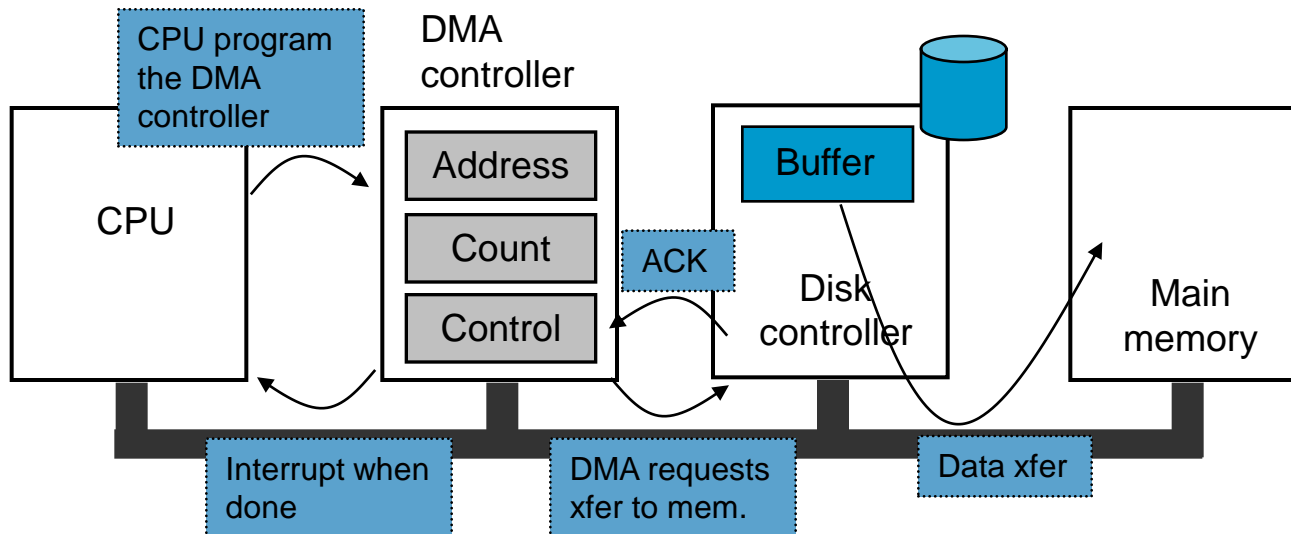 CPU program
the DMA
controller
DMA
controller
CPU
Address
Count
Control
Buffer
ACK
Disk
controller
Main
memory
Interrupt when
done
DMA requests
xfer to mem.
Data xfer